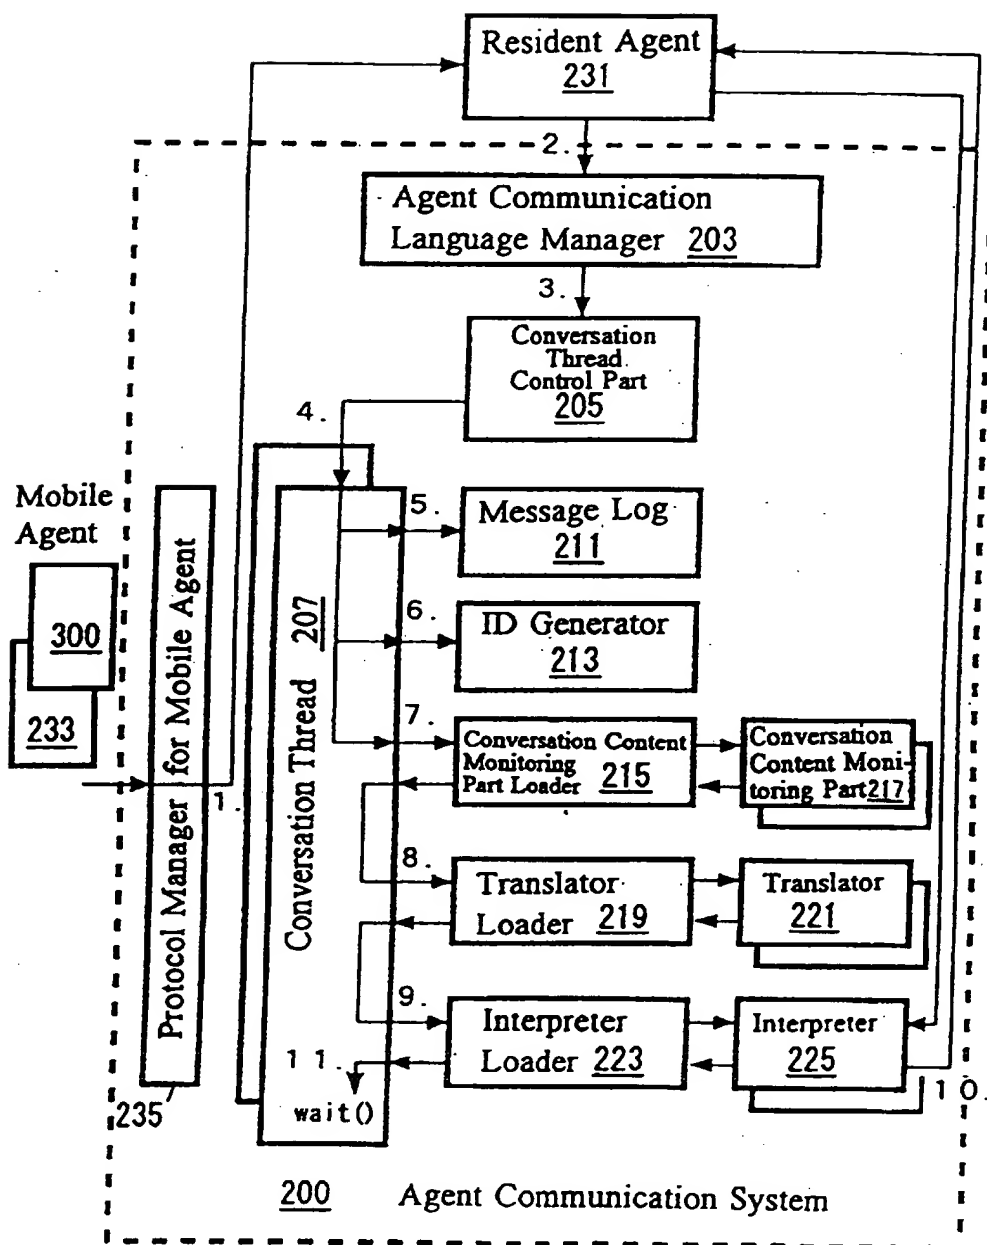 Resident Agent
231
2.
Agent Communication
Language Manager 203
3.
Conversation
Thread
Control Part
205
4.
Mobile
Agent
300
233
Protocol Manager for Mobile Agent
235
1.
Conversation Thread 207
5.
Message Log
211
6.
ID Generator
213
7.
Conversation Content
Monitoring
Part Loader 215
Conversation
Content Moni-
toring Part 217
8.
Translator
Loader 219
Translator
221
9.
Interpreter
Loader 223
Interpreter
225
10.
11.
wait()
200 Agent Communication System